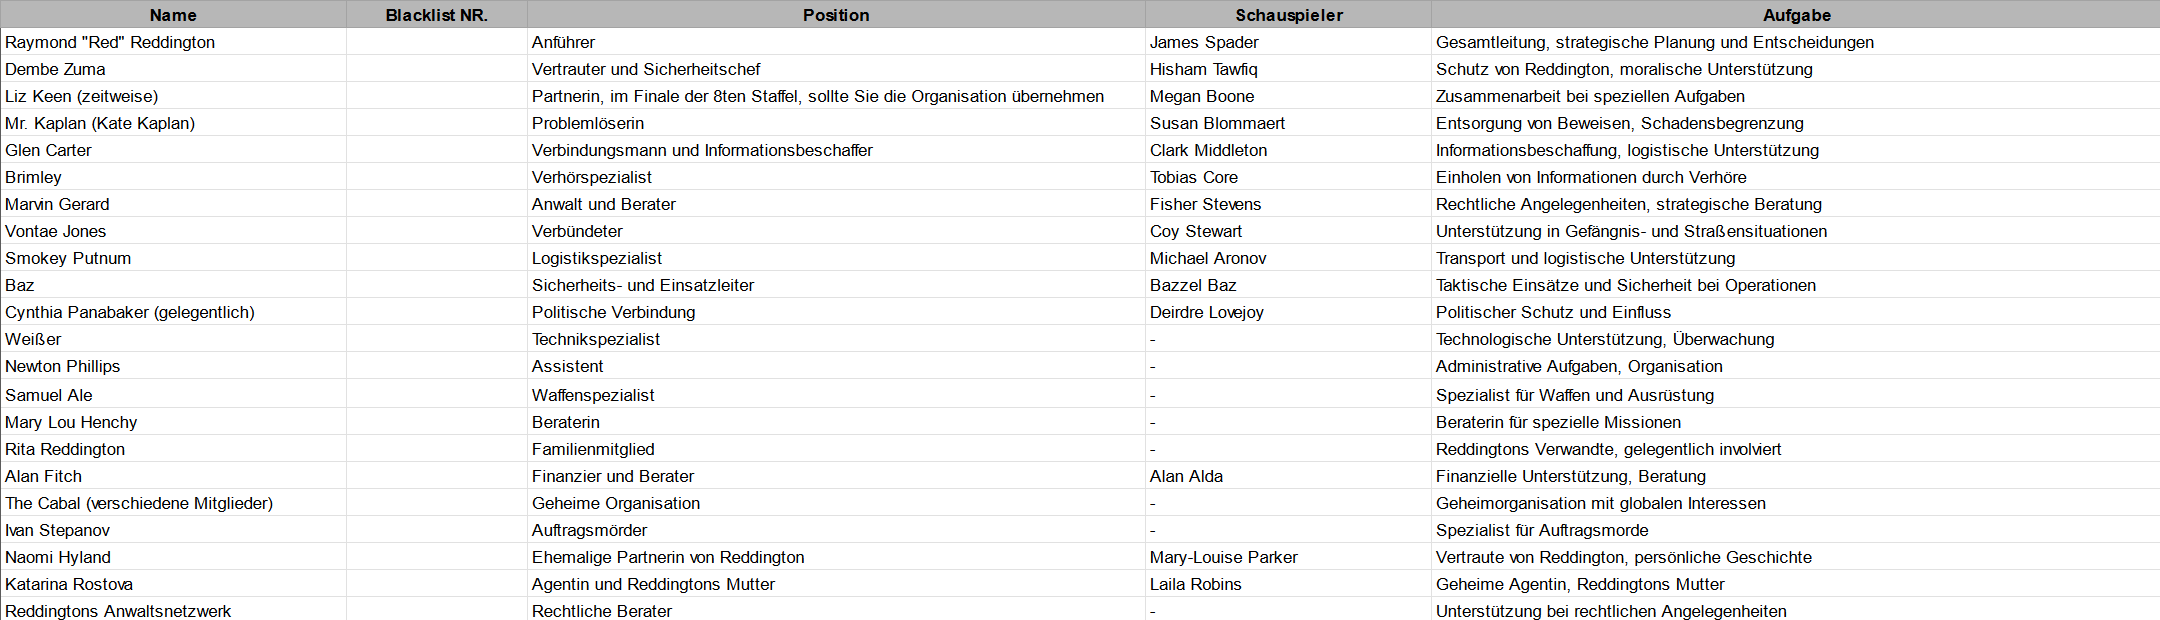 Name Blacklist NR. Position Schauspieler Aufgabe
Raymond "Red" Reddington Anführer James Spader Gesamtleitung, strategische Planung und Entscheidungen
Dembe Zuma Vertrauter und Sicherheitschef Hisham Tawfiq Schutz von Reddington, moralische Unterstützung
Liz Keen (zeitweise) Partnerin, im Finale der 8ten Staffel, sollte Sie die Organisation übernehmen Megan Boone Zusammenarbeit bei speziellen Aufgaben
Mr. Kaplan (Kate Kaplan) Problemlöserin Susan Blommaert Entsorgung von Beweisen, Schadensbegrenzung
Glen Carter Verbindungsmann und Informationsbeschaffer Clark Middleton Informationsbeschaffung, logistische Unterstützung
Brimley Verhörspezialist Tobias Core Einholen von Informationen durch Verhöre
Marvin Gerard Anwalt und Berater Fisher Stevens Rechtliche Angelegenheiten, strategische Beratung
Vontae Jones Verbündeter Coy Stewart Unterstützung in Gefängnis- und Straßensituationen
Smokey Putnum Logistikspezialist Michael Aronov Transport und logistische Unterstützung
Baz Sicherheits- und Einsatzleiter Bazzel Baz Taktische Einsätze und Sicherheit bei Operationen
Cynthia Panabaker (gelegentlich) Politische Verbindung Deirdre Lovejoy Politischer Schutz und Einfluss
Weißer Technikspezialist - Technologische Unterstützung, Überwachung
Newton Phillips Assistent - Administrative Aufgaben, Organisation
Samuel Ale Waffenspezialist - Spezialist für Waffen und Ausrüstung
Mary Lou Henchy Beraterin - Beraterin für spezielle Missionen
Rita Reddington Familienmitglied - Reddingtons Verwandte, gelegentlich involviert
Alan Fitch Finanzier und Berater Alan Alda Finanzielle Unterstützung, Beratung
The Cabal (verschiedene Mitglieder) Geheime Organisation - Geheimorganisation mit globalen Interessen
Ivan Stepanov Auftragsmörder - Spezialist für Auftragsmorde
Naomi Hyland Ehemalige Partnerin von Reddington Mary-Louise Parker Vertraute von Reddington, persönliche Geschichte
Katarina Rostova Agentin und Reddingtons Mutter Laila Robins Geheime Agentin, Reddingtons Mutter
Reddingtons Anwaltsnetzwerk Rechtliche Berater - Unterstützung bei rechtlichen Angelegenheiten